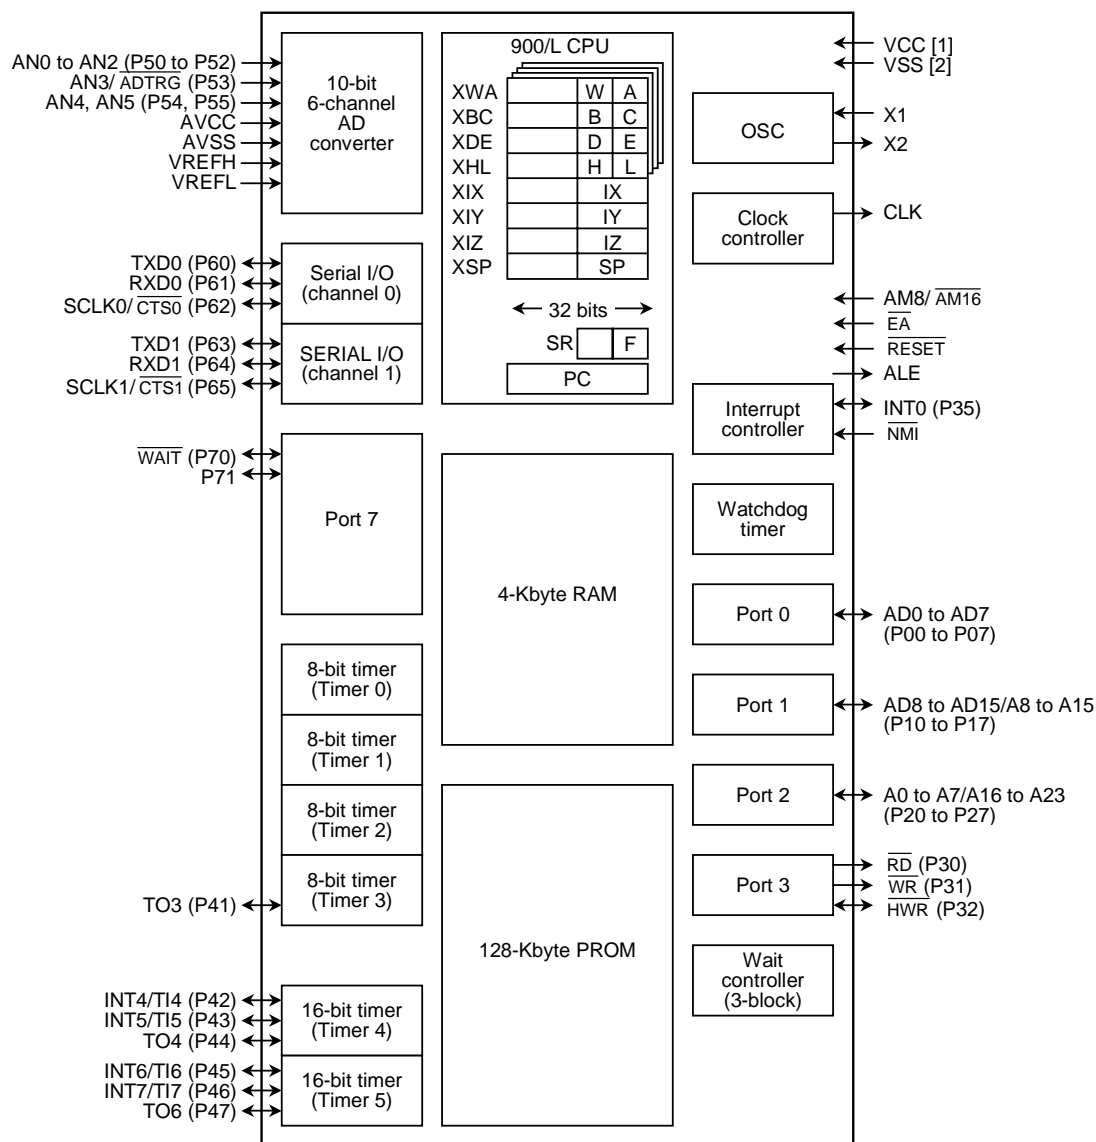 AN0 to AN2 (P50 to P52)
AN3/ ADTRG (P53)
AN4, AN5 (P54, P55)
AVCC
AVSS
VREFH
VREFL
10-bit
6-channel
AD
converter
TXD0 (P60)
RXD0 (P61)
SCLK0/ CTS0 (P62)
Serial I/O
(channel 0)
TXD1 (P63)
RXD1 (P64)
SCLK1/ CTS1 (P65)
SERIAL I/O
(channel 1)
WAIT (P70)
P71
Port 7
8-bit timer
(Timer 0)
8-bit timer
(Timer 1)
8-bit timer
(Timer 2)
TO3 (P41)
8-bit timer
(Timer 3)
INT4/TI4 (P42)
INT5/TI5 (P43)
TO4 (P44)
16-bit timer
(Timer 4)
INT6/TI6 (P45)
INT7/TI7 (P46)
TO6 (P47)
16-bit timer
(Timer 5)
900/L CPU
XWA W A
XBC B C
XDE D E
XHL H L
XIX IX
XIY IY
XIZ IZ
XSP SP
32 bits
SR F
PC
4-Kbyte RAM
128-Kbyte PROM
VCC [1]
VSS [2]
OSC
X1
X2
Clock
controller
CLK
AM8/ AM16
EA
RESET
ALE
Interrupt
controller
INT0 (P35)
NMI
Watchdog
timer
Port 0
AD0 to AD7
(P00 to P07)
Port 1
AD8 to AD15/A8 to A15
(P10 to P17)
Port 2
A0 to A7/A16 to A23
(P20 to P27)
Port 3
RD (P30)
WR (P31)
HWR (P32)
Wait
controller
(3-block)